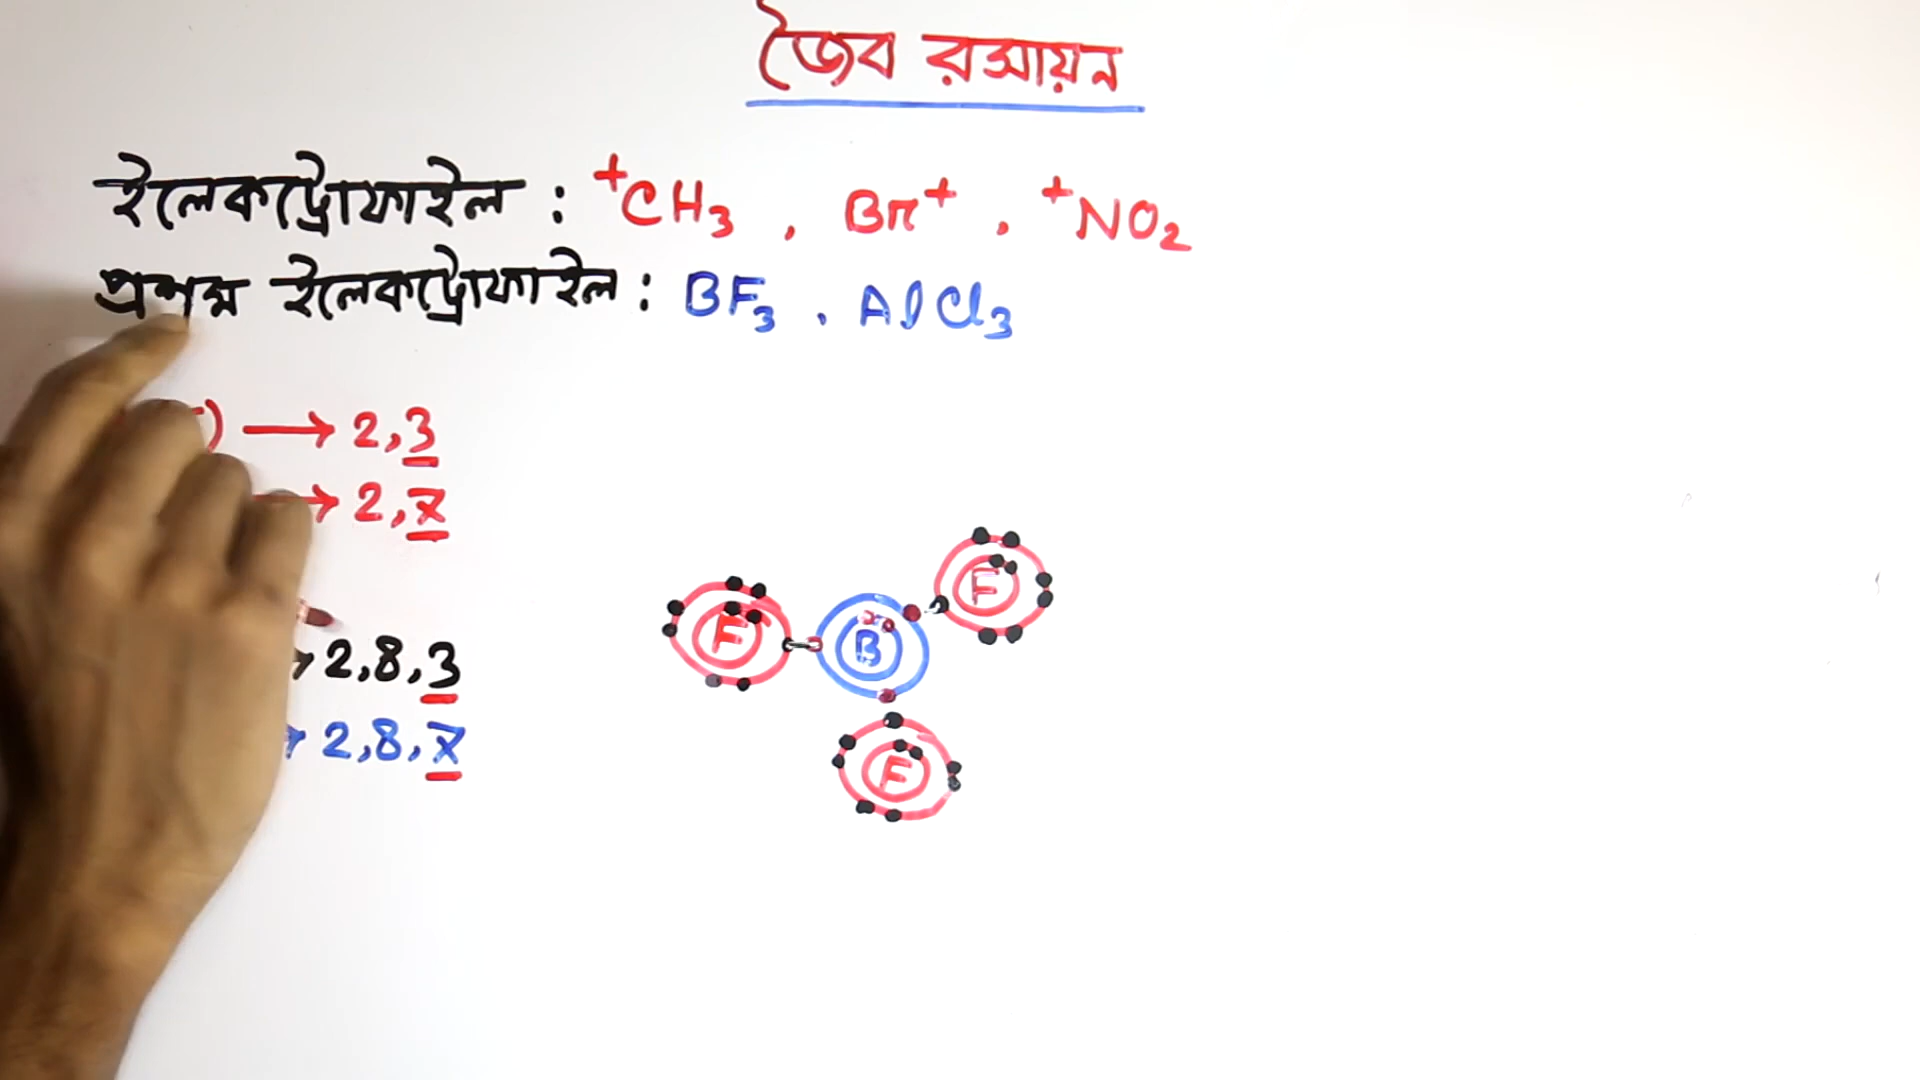 জৈব রসায়ন
ইলেকট্রোফাইল : ⁺CH₃ , Br⁺ , ⁺NO₂
প্রশম ইলেকট্রোফাইল : BF₃ , AlCl₃
) → 2,3
→ 2,7
→ 2,8,3
→ 2,8,7
F B F
F